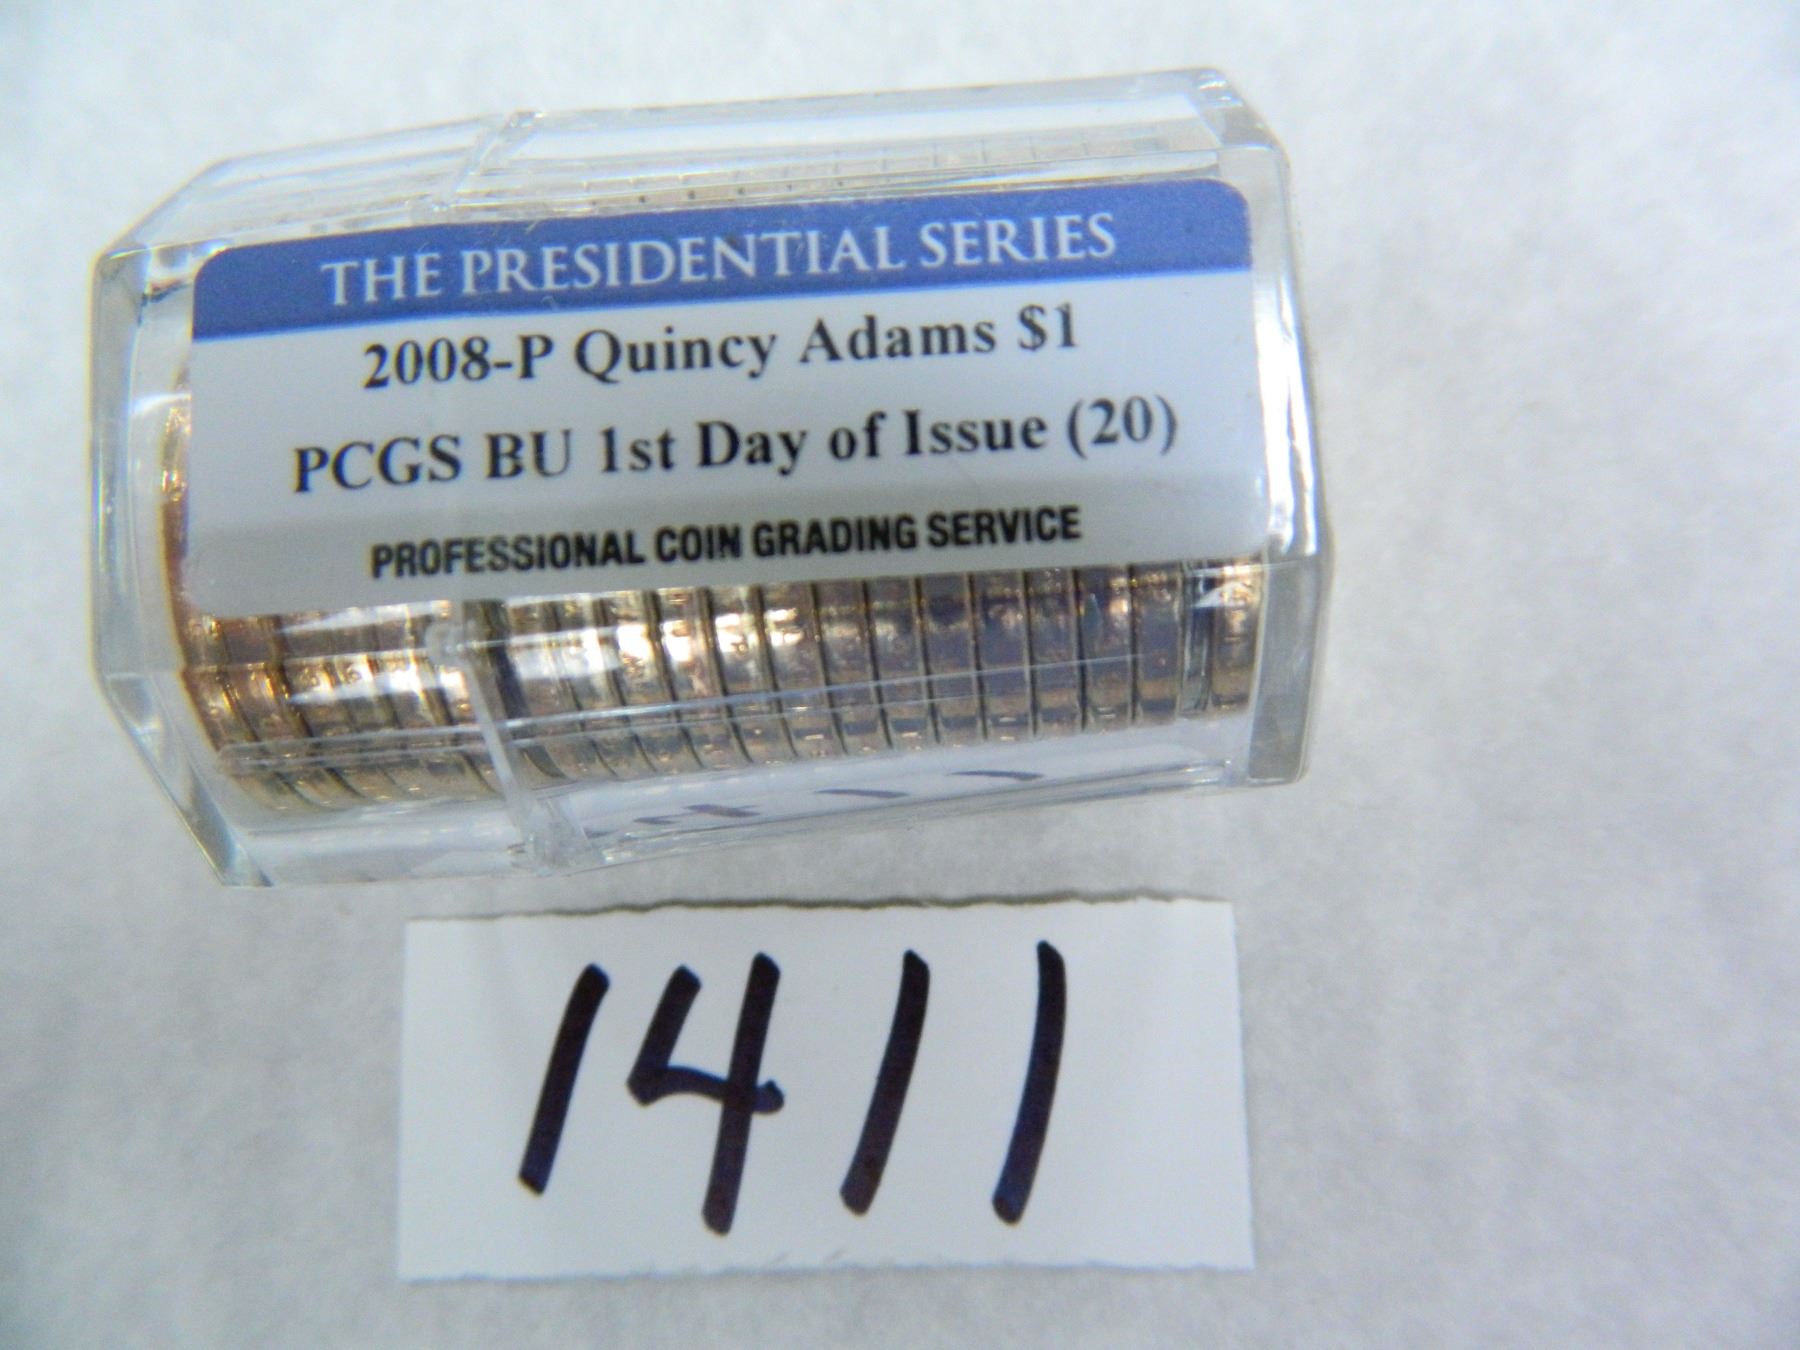 THE PRESIDENTIAL SERIES
2008-P Quincy Adams $1
PCGS BU 1st Day of Issue (20)
PROFESSIONAL COIN GRADING SERVICE
1411